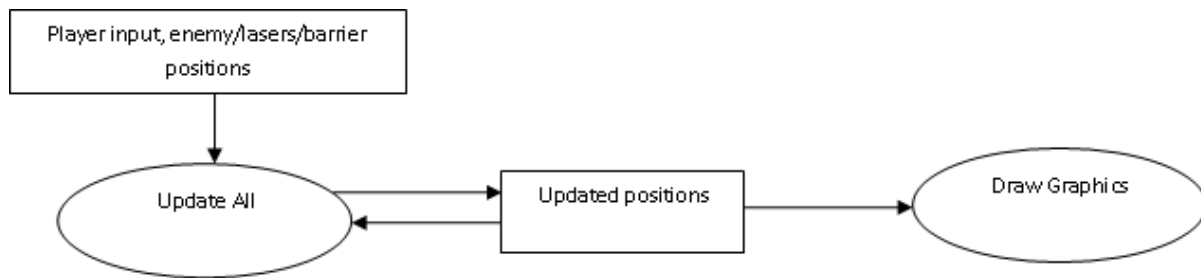 Player input, enemy/lasers/barrier
positions
Update All
Updated positions
Draw Graphics